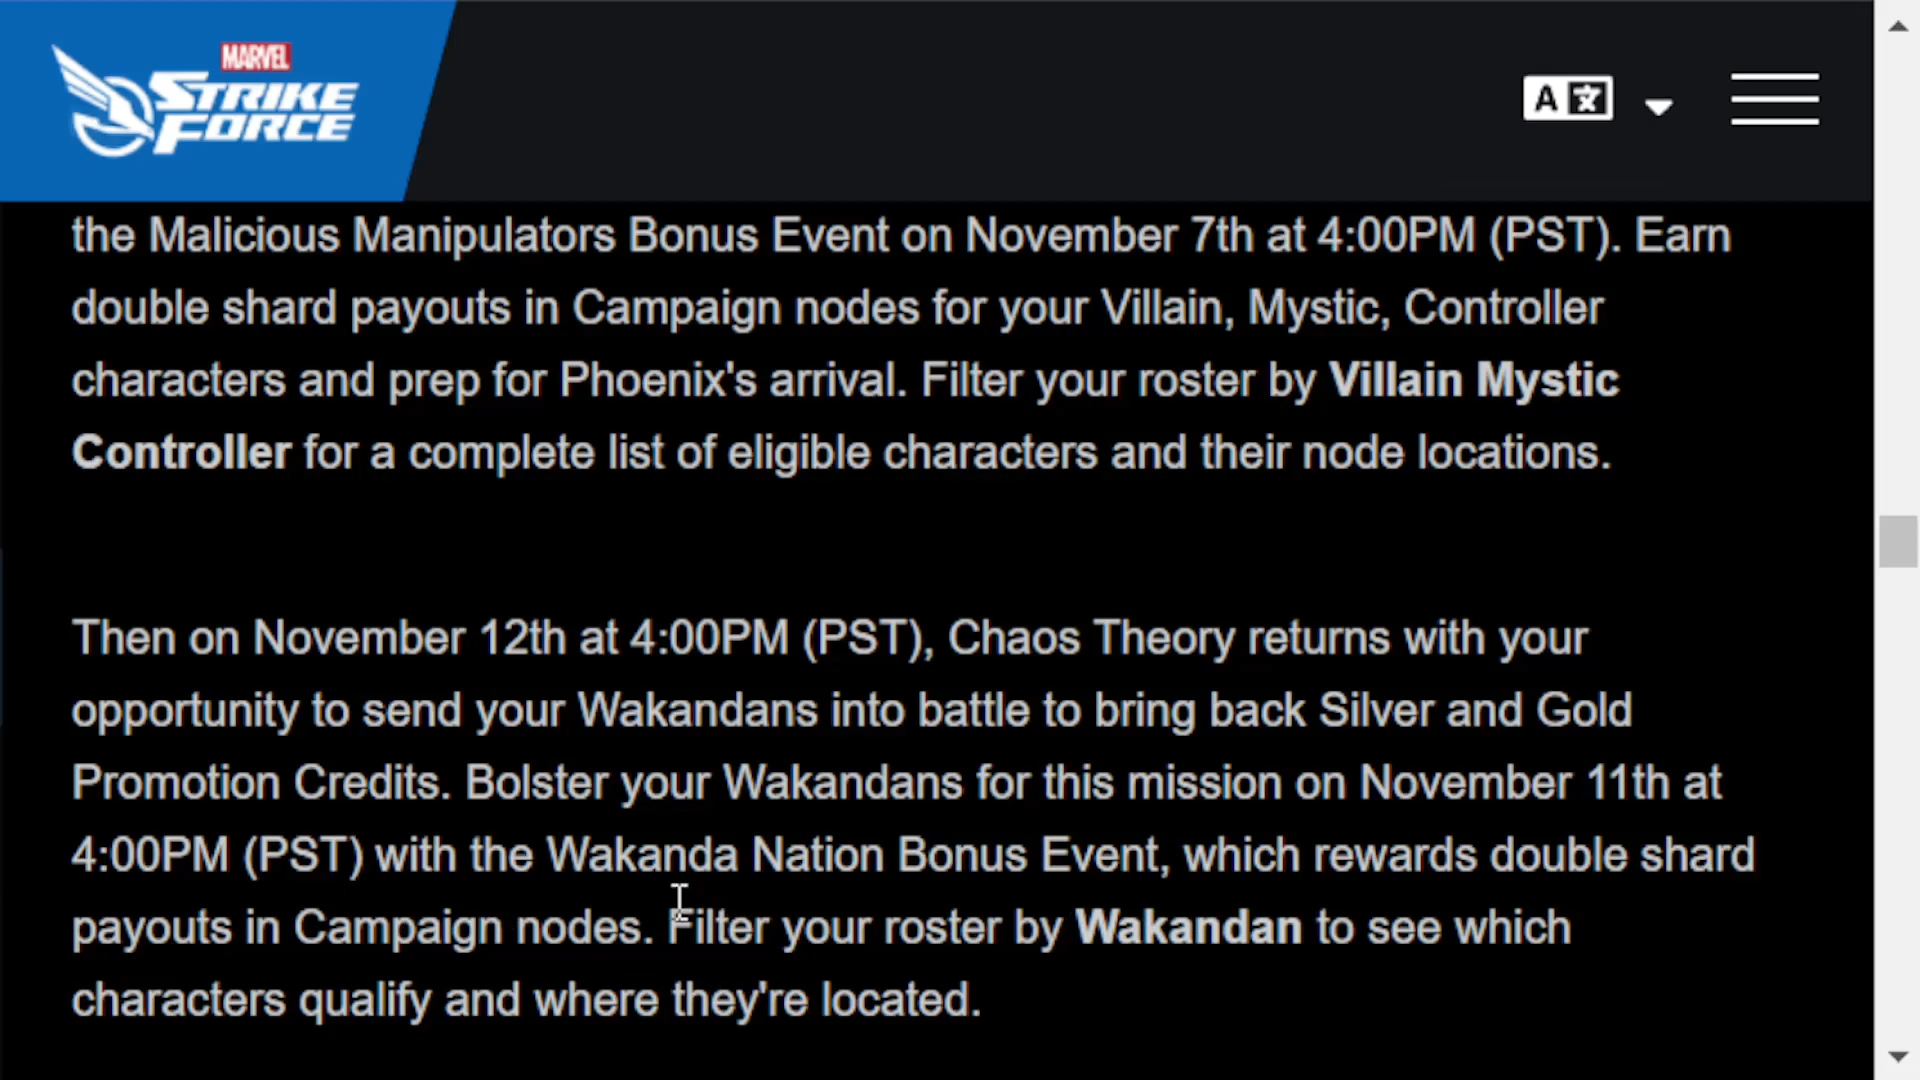 MARVEL
STRIKE
FORCE
A 文
the Malicious Manipulators Bonus Event on November 7th at 4:00PM (PST). Earn
double shard payouts in Campaign nodes for your Villain, Mystic, Controller
characters and prep for Phoenix's arrival. Filter your roster by Villain Mystic
Controller for a complete list of eligible characters and their node locations.
Then on November 12th at 4:00PM (PST), Chaos Theory returns with your
opportunity to send your Wakandans into battle to bring back Silver and Gold
Promotion Credits. Bolster your Wakandans for this mission on November 11th at
4:00PM (PST) with the Wakanda Nation Bonus Event, which rewards double shard
payouts in Campaign nodes. Filter your roster by Wakandan to see which
characters qualify and where they're located.